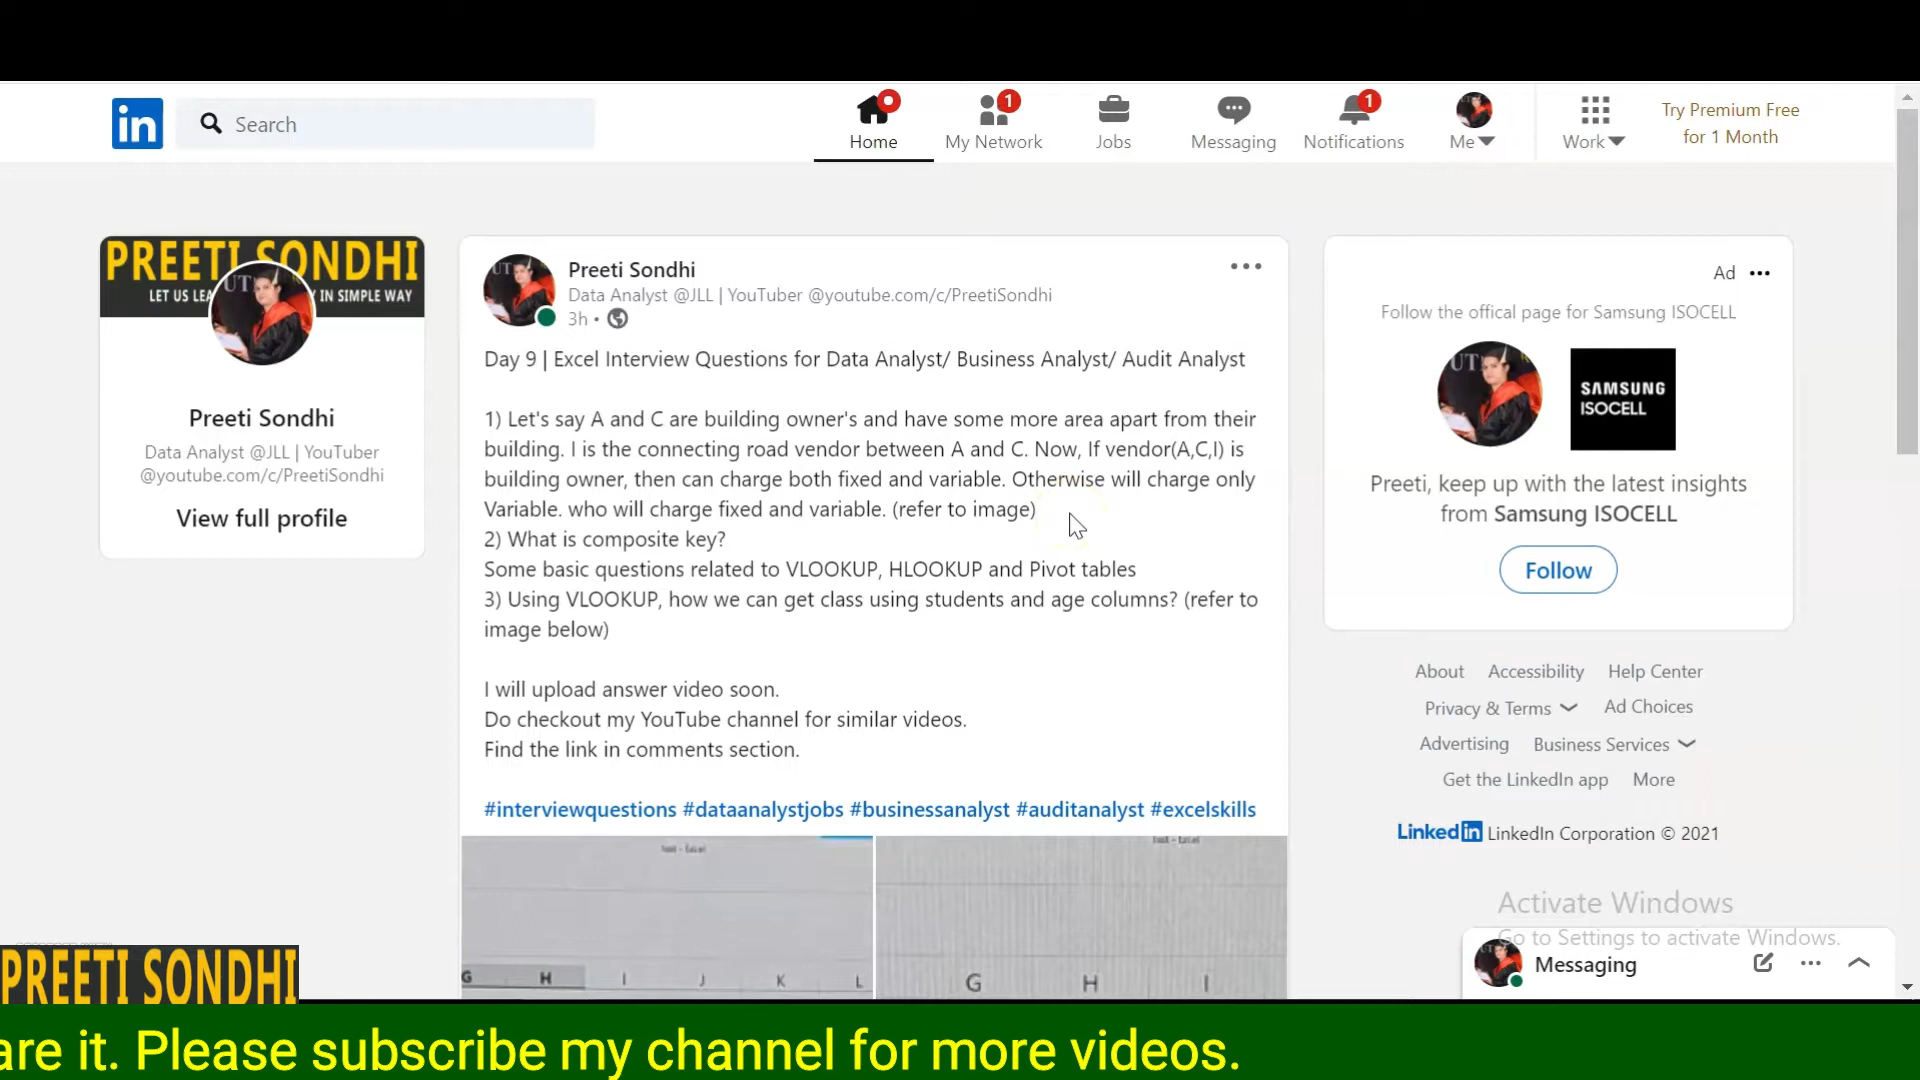 in
Search
Home
1
My Network
Jobs
Messaging
1
Notifications
Me
Work
Try Premium Free
for 1 Month
PREETI SONDHI
Preeti Sondhi
Data Analyst @JLL | YouTuber
@youtube.com/c/PreetiSondhi
View full profile
Preeti Sondhi
Data Analyst @JLL | YouTuber @youtube.com/c/PreetiSondhi
3h •
Day 9 | Excel Interview Questions for Data Analyst/ Business Analyst/ Audit Analyst
1) Let's say A and C are building owner's and have some more area apart from their
building. I is the connecting road vendor between A and C. Now, If vendor(A,C,I) is
building owner, then can charge both fixed and variable. Otherwise will charge only
Variable. who will charge fixed and variable. (refer to image)
2) What is composite key?
Some basic questions related to VLOOKUP, HLOOKUP and Pivot tables
3) Using VLOOKUP, how we can get class using students and age columns? (refer to
image below)
I will upload answer video soon.
Do checkout my YouTube channel for similar videos.
Find the link in comments section.
#interviewquestions #dataanalystjobs #businessanalyst #auditanalyst #excelskills
G H I J K L
G H I
Ad
Follow the offical page for Samsung ISOCELL
SAMSUNG
ISOCELL
Preeti, keep up with the latest insights
from Samsung ISOCELL
Follow
About Accessibility Help Center
Privacy & Terms Ad Choices
Advertising Business Services
Get the LinkedIn app More
LinkedIn LinkedIn Corporation © 2021
Activate Windows
Go to Settings to activate Windows.
Messaging
PREETI SONDHI
are it. Please subscribe my channel for more videos.